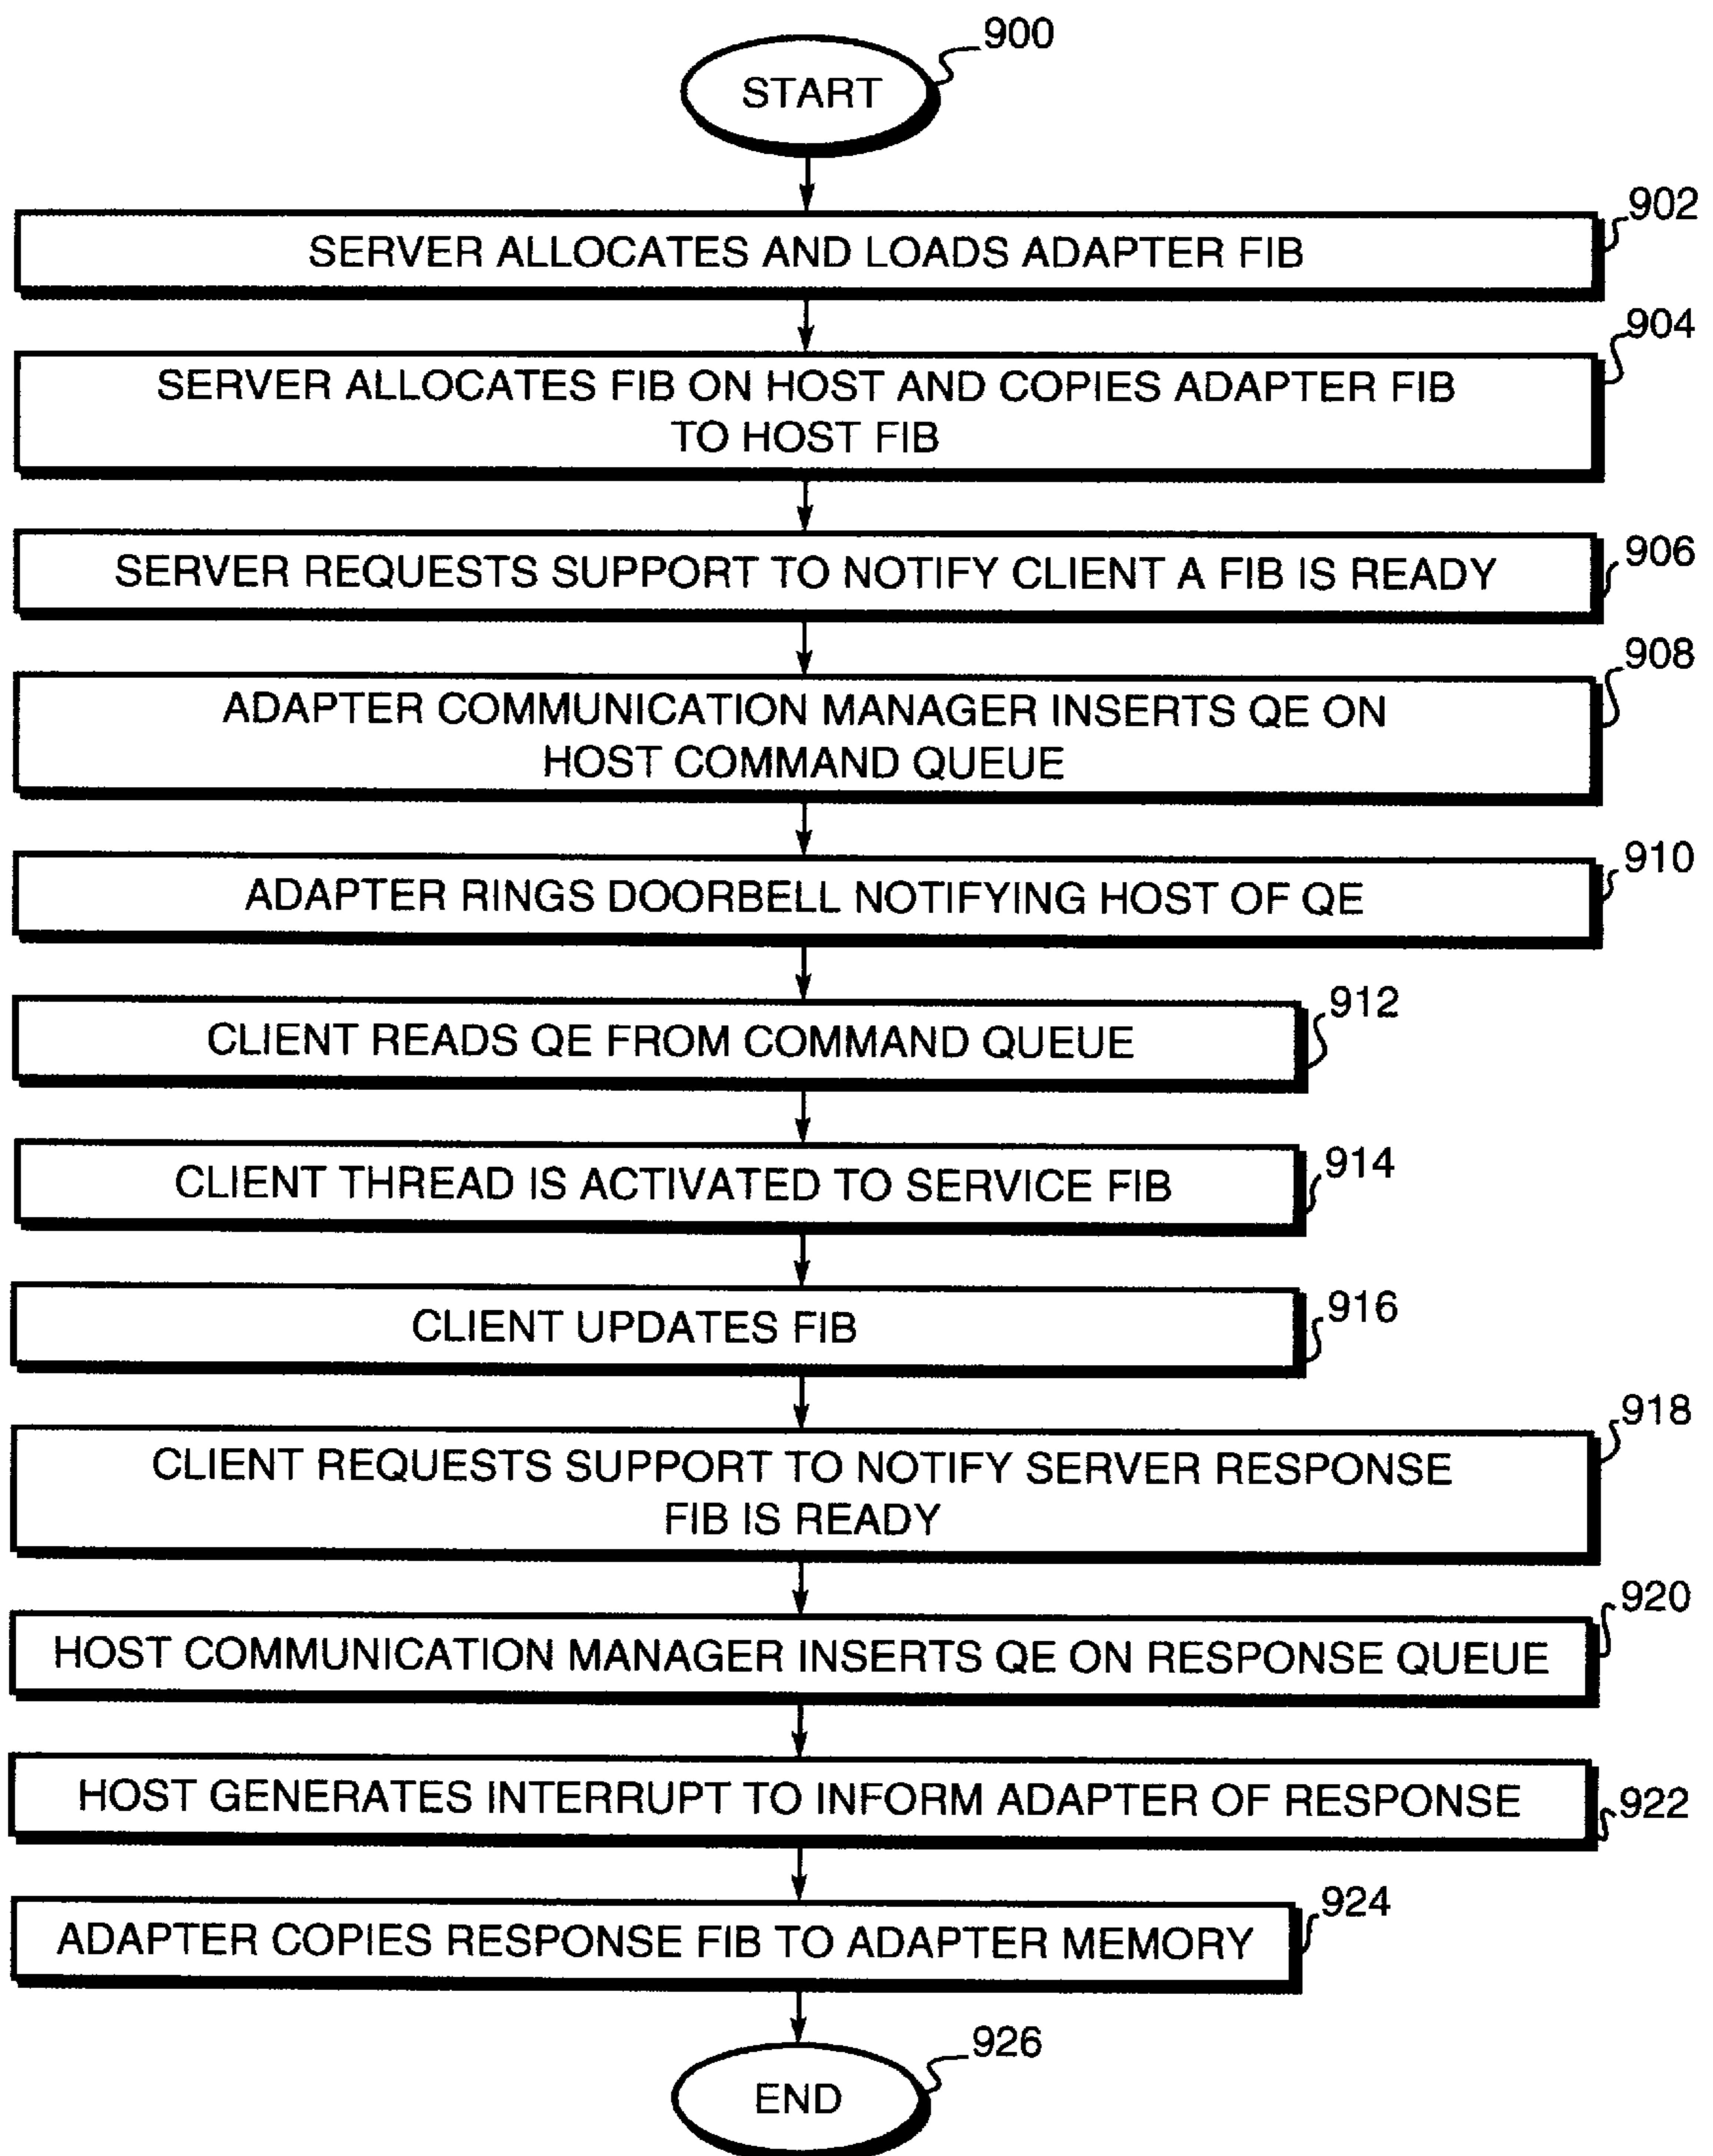 900
START
902
SERVER ALLOCATES AND LOADS ADAPTER FIB
904
SERVER ALLOCATES FIB ON HOST AND COPIES ADAPTER FIB
TO HOST FIB
906
SERVER REQUESTS SUPPORT TO NOTIFY CLIENT A FIB IS READY
908
ADAPTER COMMUNICATION MANAGER INSERTS QE ON
HOST COMMAND QUEUE
910
ADAPTER RINGS DOORBELL NOTIFYING HOST OF QE
912
CLIENT READS QE FROM COMMAND QUEUE
914
CLIENT THREAD IS ACTIVATED TO SERVICE FIB
916
CLIENT UPDATES FIB
918
CLIENT REQUESTS SUPPORT TO NOTIFY SERVER RESPONSE
FIB IS READY
920
HOST COMMUNICATION MANAGER INSERTS QE ON RESPONSE QUEUE
HOST GENERATES INTERRUPT TO INFORM ADAPTER OF RESPONSE
922
924
ADAPTER COPIES RESPONSE FIB TO ADAPTER MEMORY
926
END